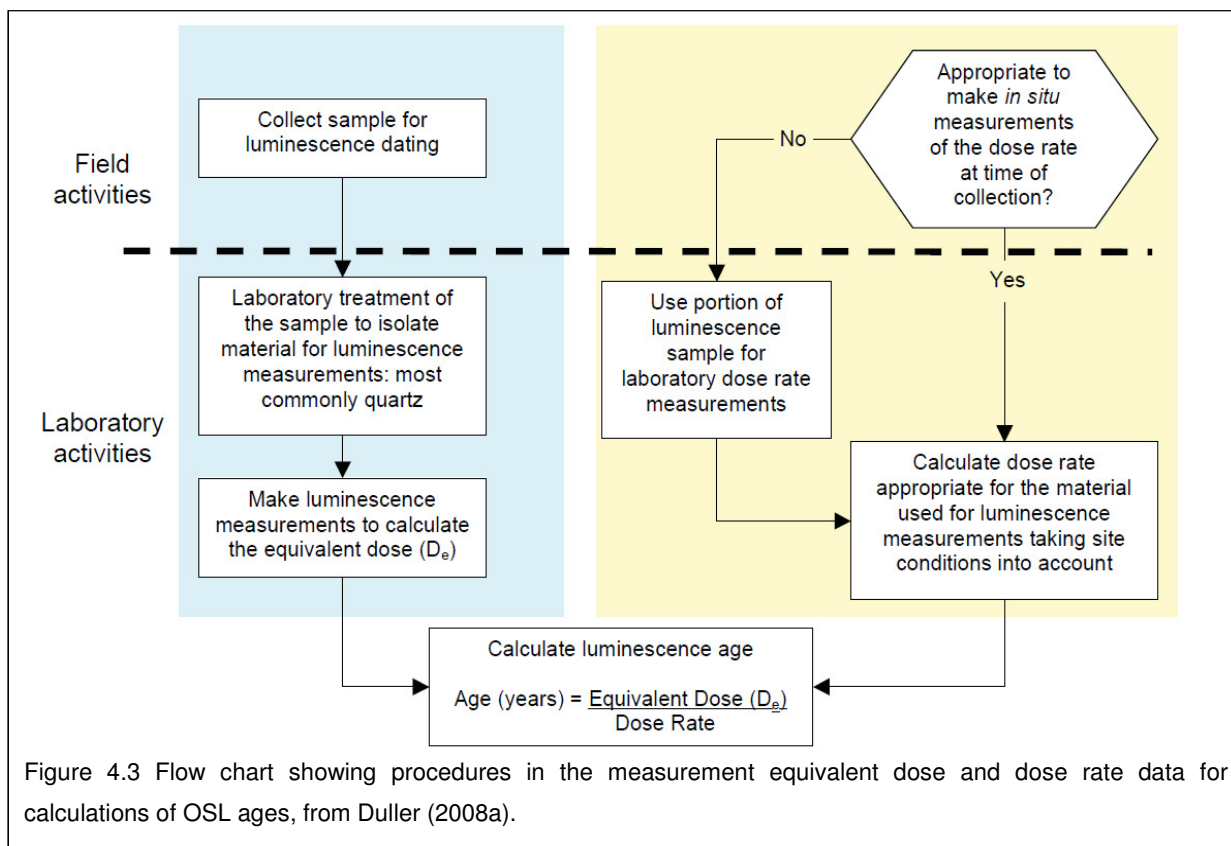 Field
activities
Laboratory
activities
Collect sample for
luminescence dating
Laboratory treatment of
the sample to isolate
material for luminescence
measurements: most
commonly quartz
Make luminescence
measurements to calculate
the equivalent dose (Dₑ)
Appropriate to
make in situ
measurements
of the dose rate
at time of
collection?
No
Yes
Use portion of
luminescence
sample for
laboratory dose rate
measurements
Calculate dose rate
appropriate for the material
used for luminescence
measurements taking site
conditions into account
Calculate luminescence age
Age (years) = Equivalent Dose (Dₑ)
Dose Rate
Figure 4.3 Flow chart showing procedures in the measurement equivalent dose and dose rate data for
calculations of OSL ages, from Duller (2008a).